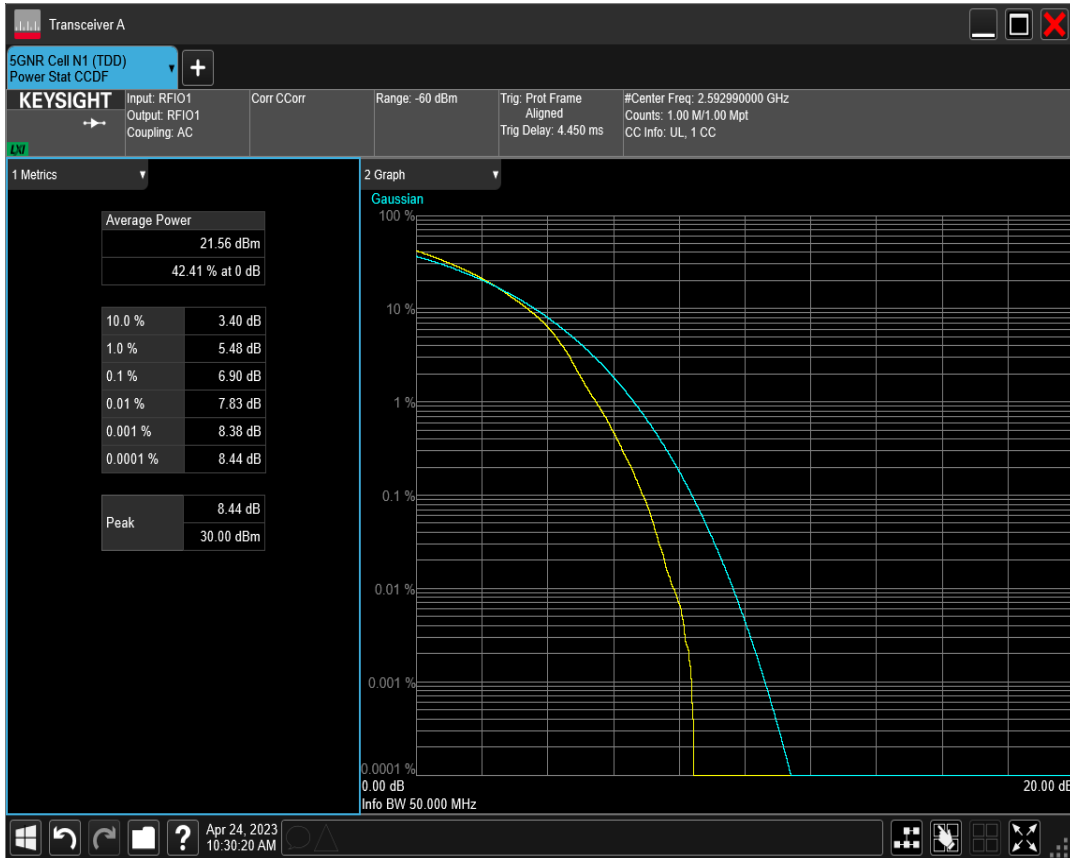 Transceiver A
5GNR Cell N1 (TDD)
Power Stat CCDF
+
KEYSIGHT
LXI
Input: RFIO1
Output: RFIO1
Coupling: AC
Corr CCorr
Range: -60 dBm
Trig: Prot Frame
Aligned
Trig Delay: 4.450 ms
#Center Freq: 2.592990000 GHz
Counts: 1.00 M/1.00 Mpt
CC Info: UL, 1 CC
1 Metrics
Average Power
21.56 dBm
42.41 % at 0 dB
10.0 % 3.40 dB
1.0 % 5.48 dB
0.1 % 6.90 dB
0.01 % 7.83 dB
0.001 % 8.38 dB
0.0001 % 8.44 dB
Peak
8.44 dB
30.00 dBm
2 Graph
Gaussian
100 %
10 %
1 %
0.1 %
0.01 %
0.001 %
0.0001 %
0.00 dB 20.00 dB
Info BW 50.000 MHz
?
Apr 24, 2023
10:30:20 AM